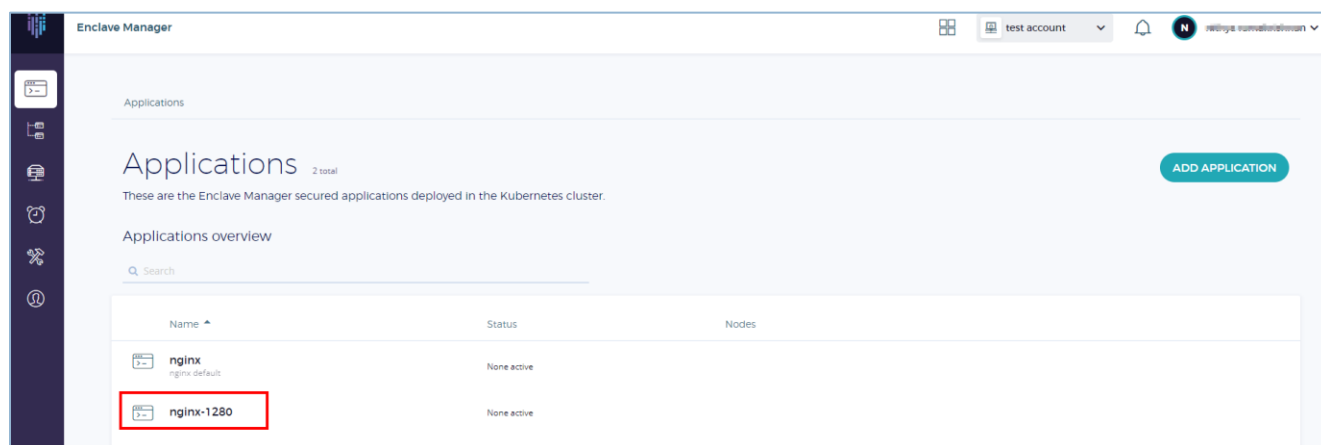 Enclave Manager
test account
N
Applications
Applications 2 total
ADD APPLICATION
These are the Enclave Manager secured applications deployed in the Kubernetes cluster.
Applications overview
Search
Name Status Nodes
nginx None active
nginx default
nginx-1280 None active